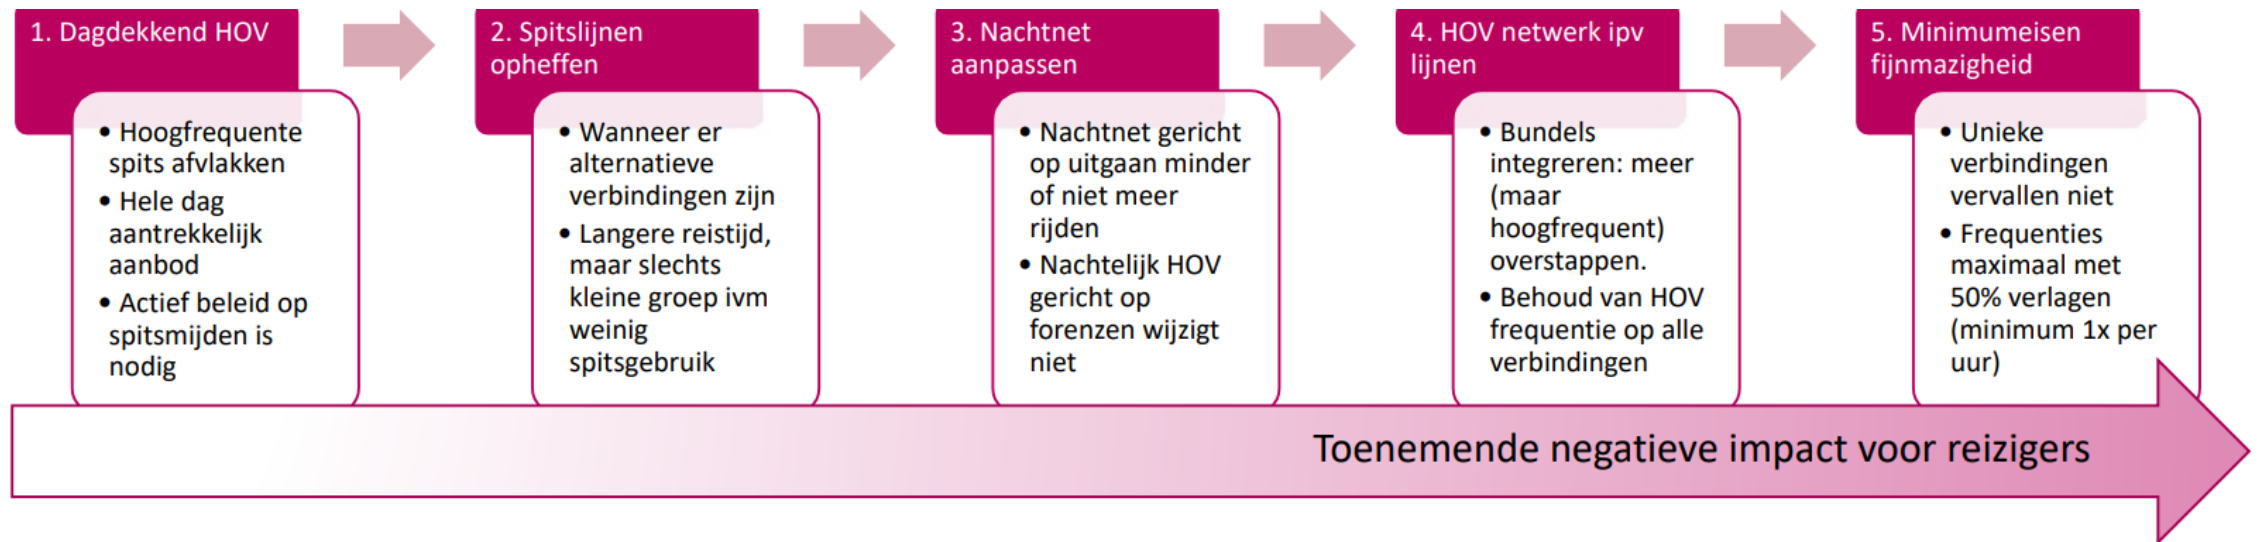 1. Dagdekkend HOV
• Hoogfrequente
spits afvlakken
• Hele dag
aantrekkelijk
aanbod
• Actief beleid op
spitsmijden is
nodig
2. Spitslijnen
opheffen
• Wanneer er
alternatieve
verbindingen zijn
• Langere reistijd,
maar slechts
kleine groep ivm
weinig
spitsgebruik
3. Nachtnet
aanpassen
• Nachtnet gericht
op uitgaan minder
of niet meer
rijden
• Nachtelijk HOV
gericht op
forenzen wijzigt
niet
4. HOV netwerk ipv
lijnen
• Bundels
integreren: meer
(maar
hoogfrequent)
overstappen.
• Behoud van HOV
frequentie op alle
verbindingen
5. Minimumeisen
fijnmazigheid
• Unieke
verbindingen
vervallen niet
• Frequenties
maximaal met
50% verlagen
(minimum 1x per
uur)
Toenemende negatieve impact voor reizigers